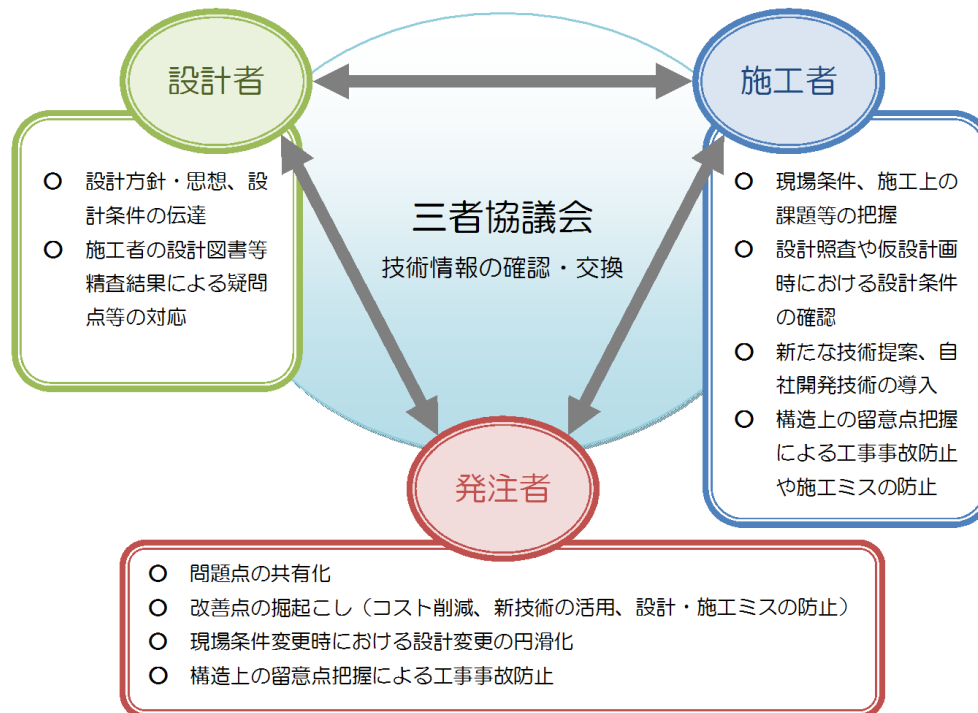 設計者
施工者
三者協議会
技術情報の確認・交換
○ 設計方針・思想、設
計条件の伝達
○ 施工者の設計図書等
精査結果による疑問
点等の対応
○ 現場条件、施工上の
課題等の把握
○ 設計照査や仮設計画
時における設計条件
の確認
○ 新たな技術提案、自
社開発技術の導入
○ 構造上の留意点把握
による工事事故防止
や施工ミスの防止
発注者
○ 問題点の共有化
○ 改善点の掘起こし（コスト削減、新技術の活用、設計・施工ミスの防止）
○ 現場条件変更時における設計変更の円滑化
○ 構造上の留意点把握による工事事故防止